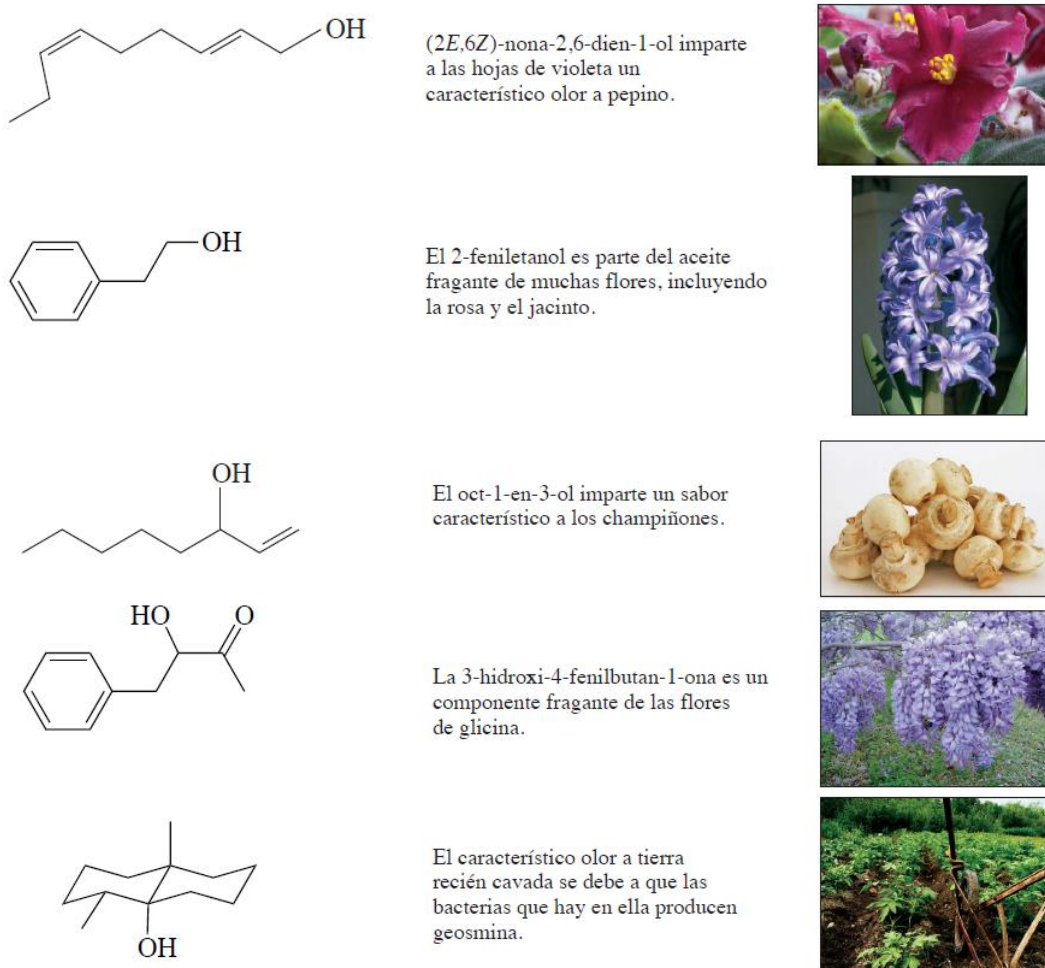 OH
(2E,6Z)-nona-2,6-dien-1-ol imparte
a las hojas de violeta un
característico olor a pepino.
OH
El 2-feniletanol es parte del aceite
fragante de muchas flores, incluyendo
la rosa y el jacinto.
OH
El oct-1-en-3-ol imparte un sabor
característico a los champiñones.
HO O
La 3-hidroxi-4-fenilbutan-1-ona es un
componente fragante de las flores
de glicina.
El característico olor a tierra
recién cavada se debe a que las
bacterias que hay en ella producen
geosmina.
OH